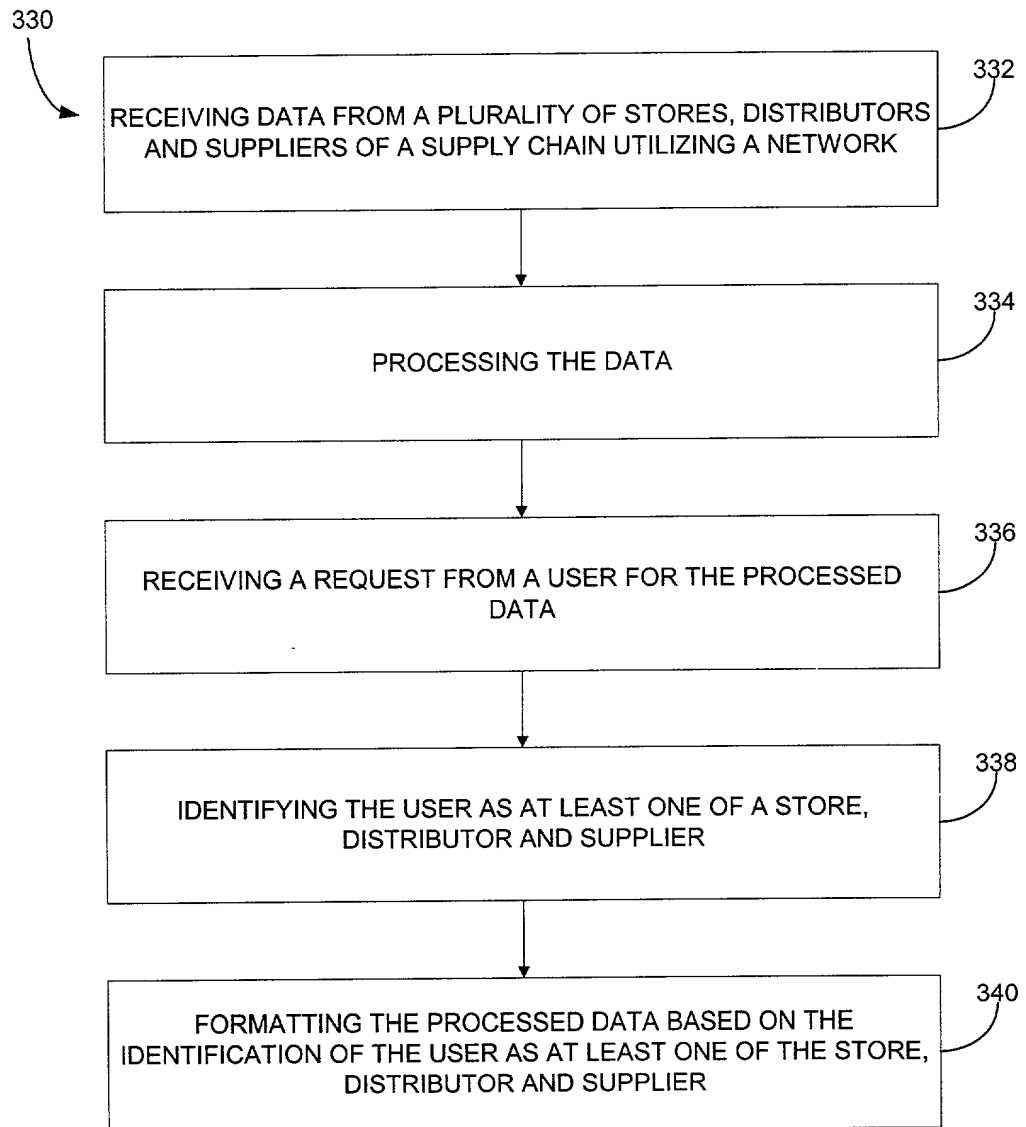 330
332
RECEIVING DATA FROM A PLURALITY OF STORES, DISTRIBUTORS
AND SUPPLIERS OF A SUPPLY CHAIN UTILIZING A NETWORK
334
PROCESSING THE DATA
336
RECEIVING A REQUEST FROM A USER FOR THE PROCESSED
DATA
338
IDENTIFYING THE USER AS AT LEAST ONE OF A STORE,
DISTRIBUTOR AND SUPPLIER
340
FORMATTING THE PROCESSED DATA BASED ON THE
IDENTIFICATION OF THE USER AS AT LEAST ONE OF THE STORE,
DISTRIBUTOR AND SUPPLIER